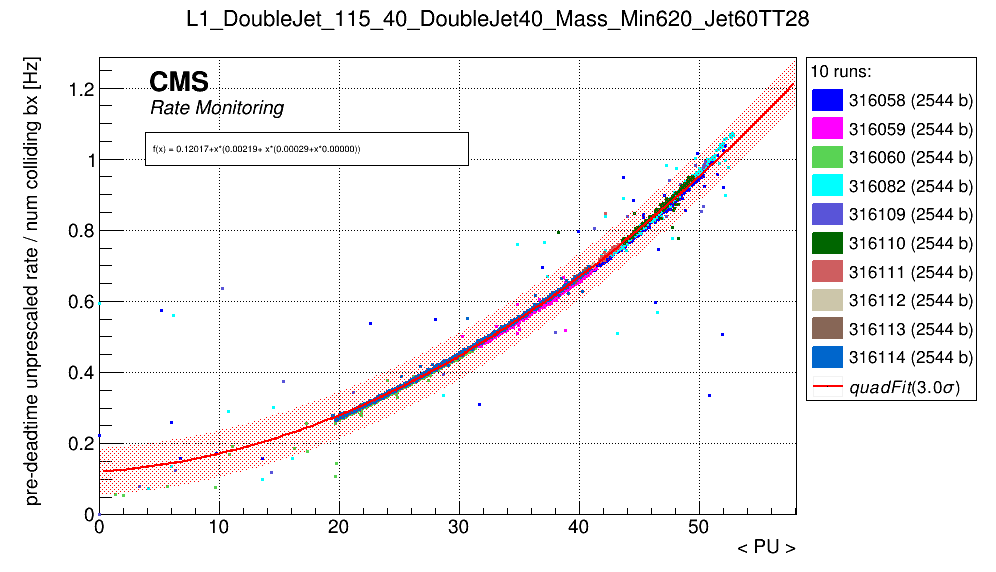 L1_DoubleJet_115_40_DoubleJet40_Mass_Min620_Jet60TT28
pre-deadtime unprescaled rate / num colliding bx [Hz]
CMS
Rate Monitoring
f(x) = 0.12017+x*(0.00219+ x*(0.00029+x*0.00000))
1.2
1
0.8
0.6
0.4
0.2
0
0 10 20 30 40 50
< PU >
10 runs:
316058 (2544 b)
316059 (2544 b)
316060 (2544 b)
316082 (2544 b)
316109 (2544 b)
316110 (2544 b)
316111 (2544 b)
316112 (2544 b)
316113 (2544 b)
316114 (2544 b)
quadFit(3.0σ)